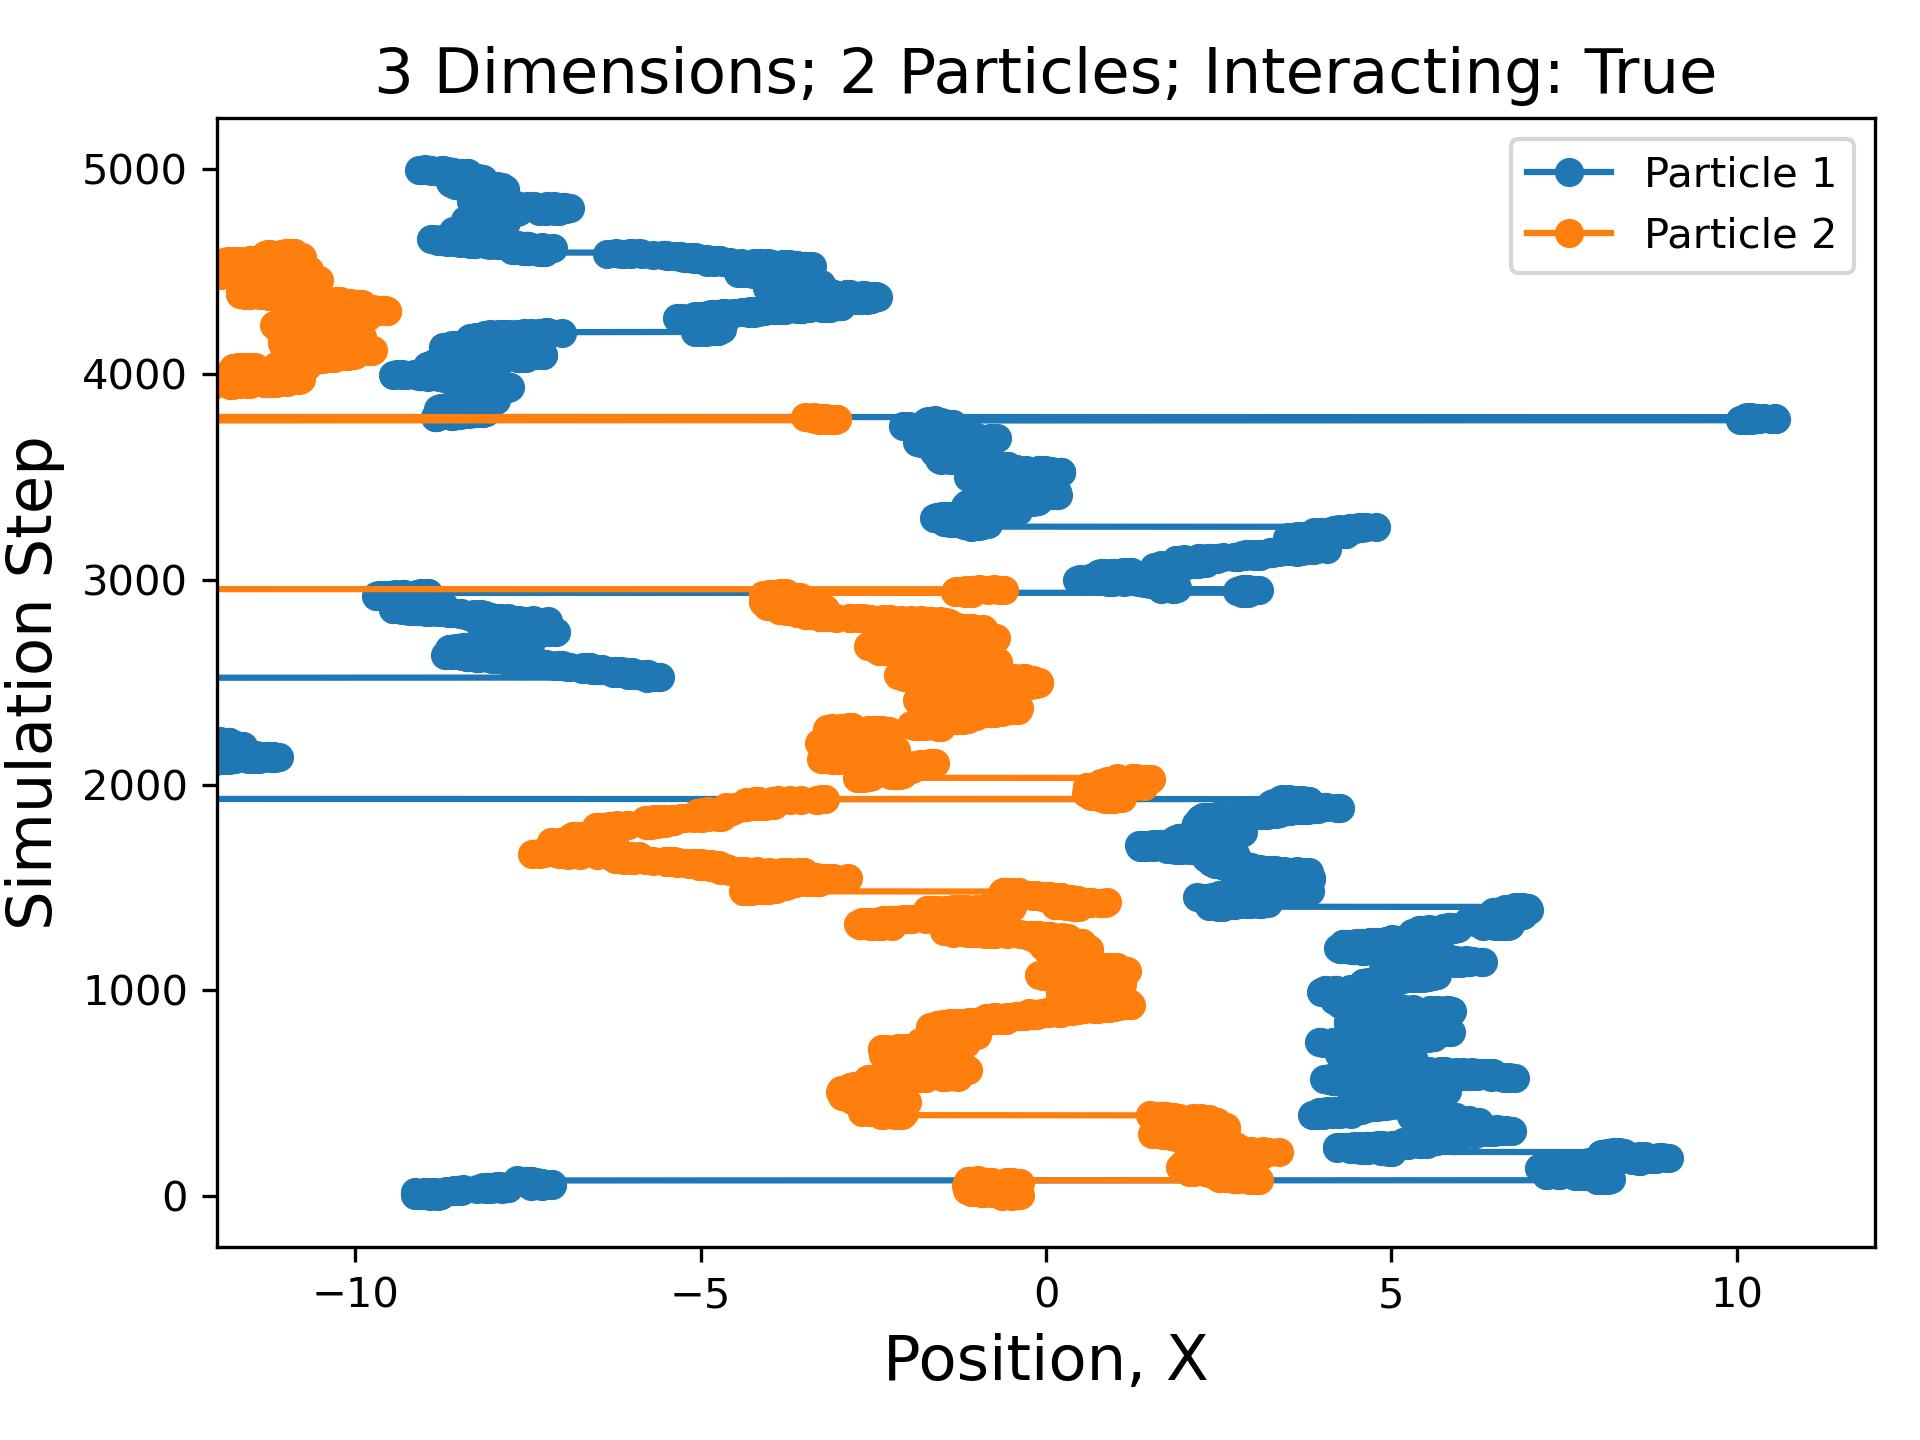 3 Dimensions; 2 Particles; Interacting: True
Particle 1
Particle 2
Simulation Step
5000
4000
3000
2000
1000
0
−10
−5
0
5
10
Position, X